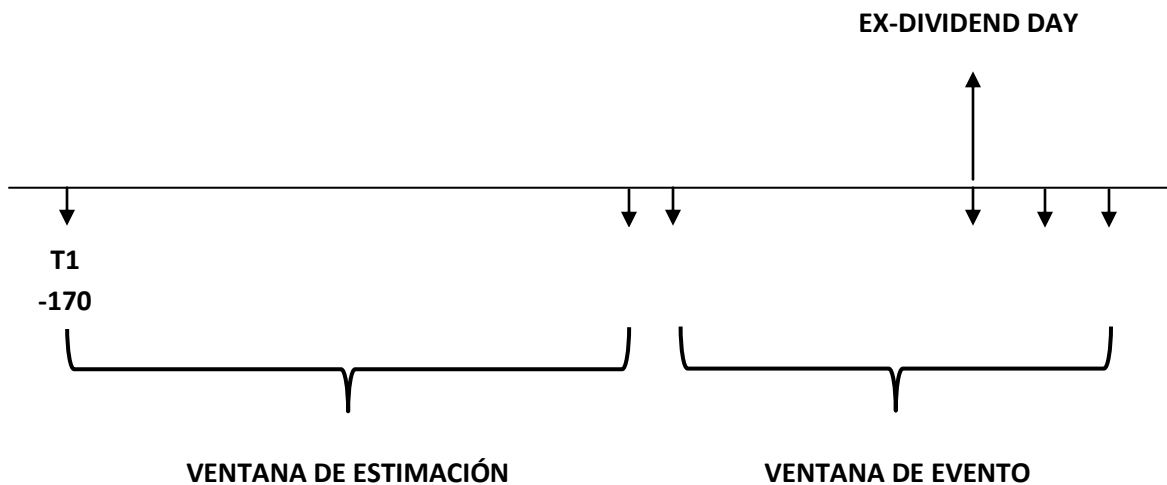 EX-DIVIDEND DAY
T1
-170
VENTANA DE ESTIMACIÓN
VENTANA DE EVENTO